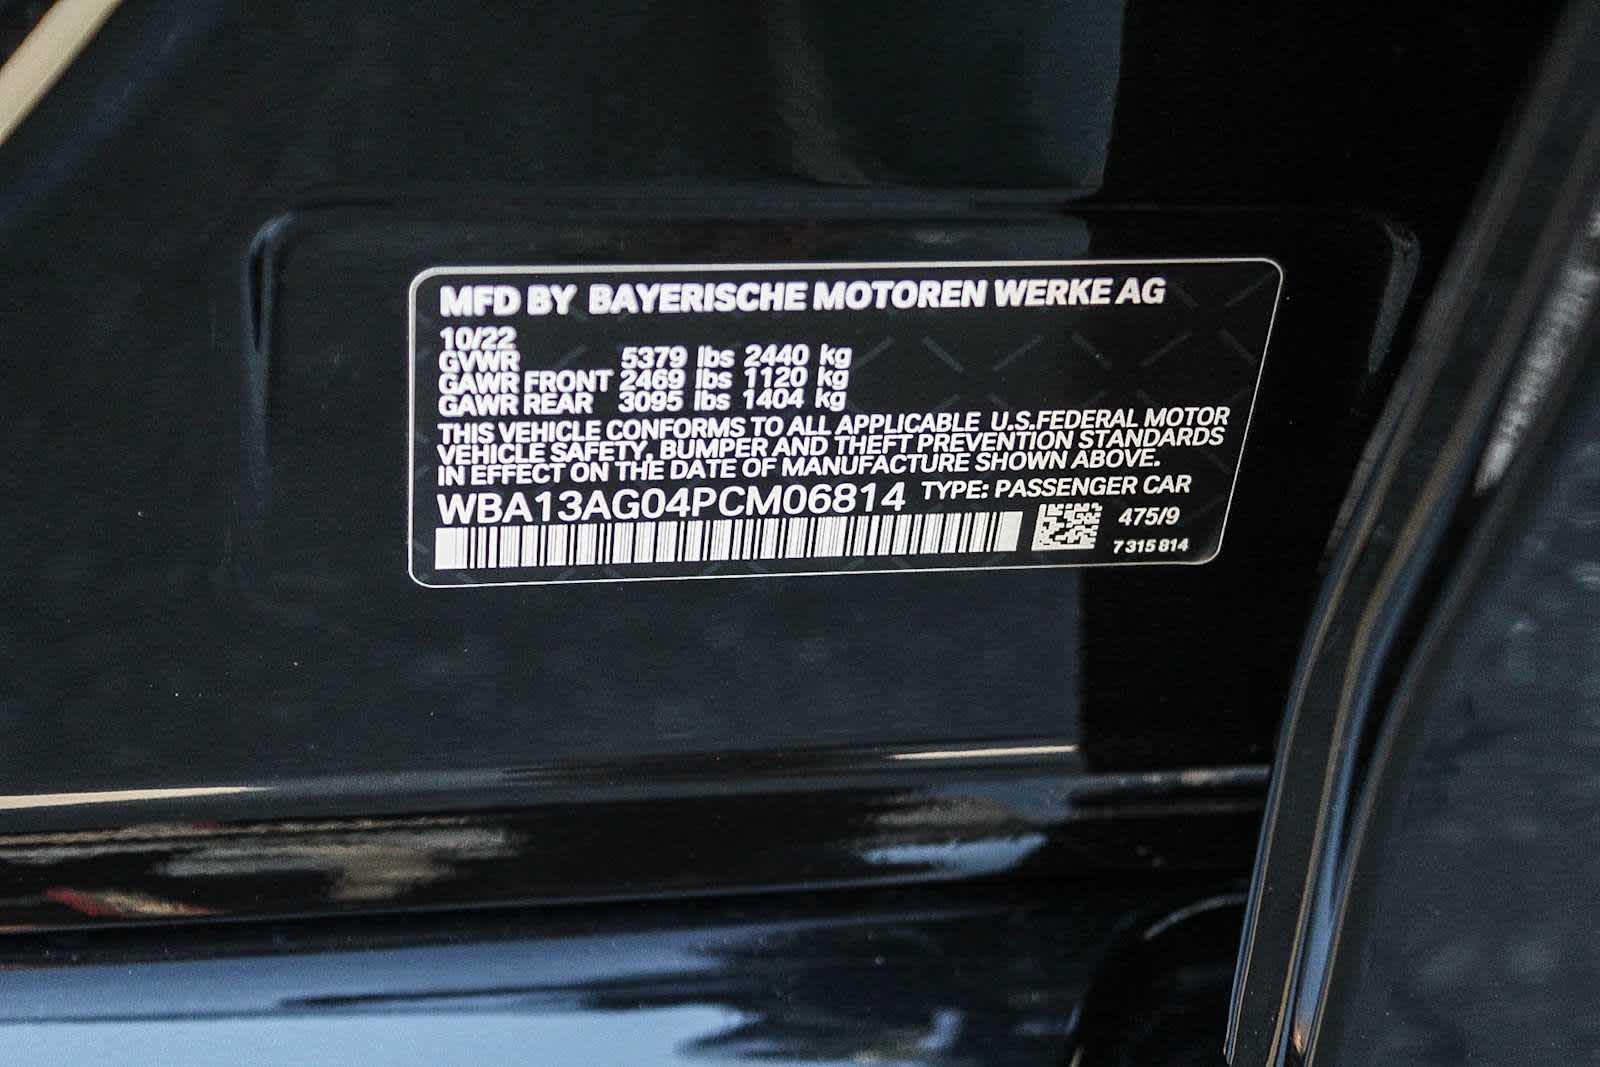 MFD BY BAYERISCHE MOTOREN WERKE AG
10/22
GVWR 5379 lbs 2440 kg
GAWR FRONT 2469 lbs 1120 kg
GAWR REAR 3095 lbs 1404 kg
THIS VEHICLE CONFORMS TO ALL APPLICABLE U.S.FEDERAL MOTOR
VEHICLE SAFETY, BUMPER AND THEFT PREVENTION STANDARDS
IN EFFECT ON THE DATE OF MANUFACTURE SHOWN ABOVE.
WBA13AG04PCM06814 TYPE: PASSENGER CAR
475/9
7 315 814